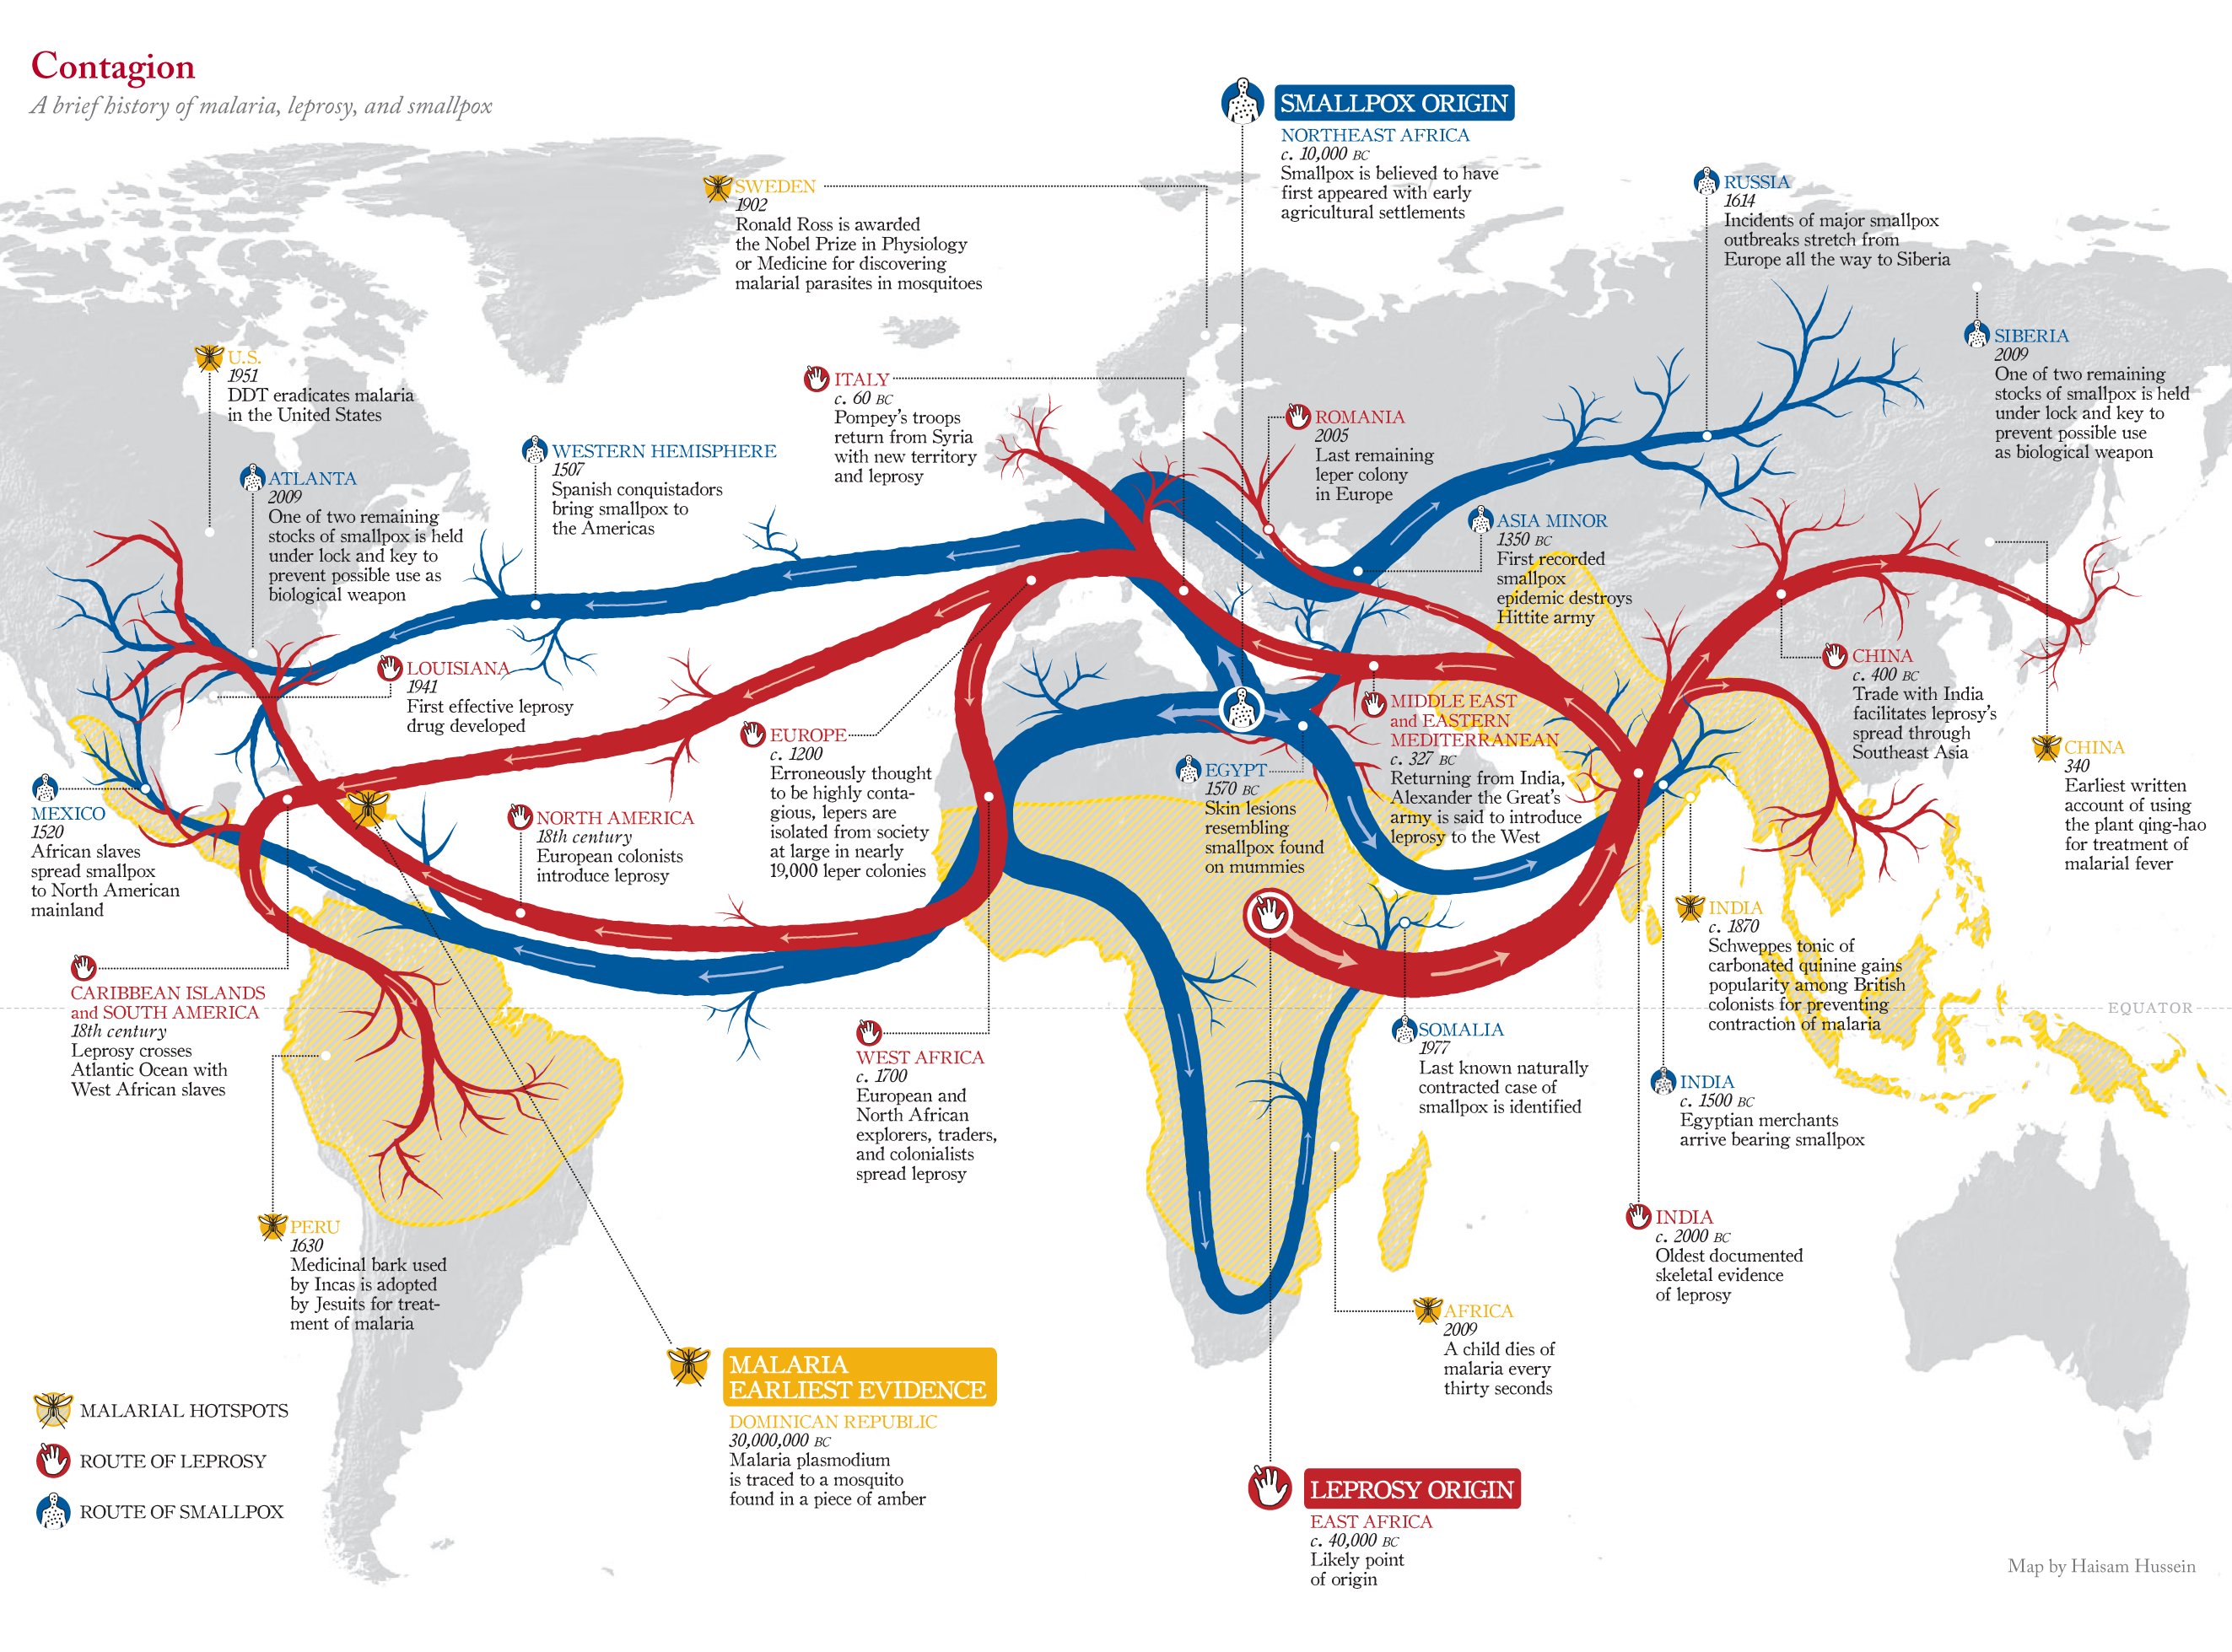 Contagion
A brief history of malaria, leprosy, and smallpox
SMALLPOX ORIGIN
NORTHEAST AFRICA
c. 10,000 BC
Smallpox is believed to have
first appeared with early
agricultural settlements
SWEDEN
1902
Ronald Ross is awarded
the Nobel Prize in Physiology
or Medicine for discovering
malarial parasites in mosquitoes
RUSSIA
1614
Incidents of major smallpox
outbreaks stretch from
Europe all the way to Siberia
SIBERIA
2009
One of two remaining
stocks of smallpox is held
under lock and key to
prevent possible use
as biological weapon
U.S.
1951
DDT eradicates malaria
in the United States
ITALY
c. 60 BC
Pompey's troops
return from Syria
with new territory
and leprosy
ROMANIA
2005
Last remaining
leper colony
in Europe
WESTERN HEMISPHERE
1507
Spanish conquistadors
bring smallpox to
the Americas
ATLANTA
2009
One of two remaining
stocks of smallpox is held
under lock and key to
prevent possible use as
biological weapon
ASIA MINOR
1350 BC
First recorded
smallpox
epidemic destroys
Hittite army
LOUISIANA
1941
First effective leprosy
drug developed
CHINA
c. 400 BC
Trade with India
facilitates leprosy's
spread through
Southeast Asia
MIDDLE EAST
and EASTERN
MEDITERRANEAN
c. 327 BC
Returning from India,
Alexander the Great's
army is said to introduce
leprosy to the West
EUROPE
c. 1200
Erroneously thought
to be highly conta-
gious, lepers are
isolated from society
at large in nearly
19,000 leper colonies
CHINA
340
Earliest written
account of using
the plant qing-hao
for treatment of
malarial fever
EGYPT
1570 BC
Skin lesions
resembling
smallpox found
on mummies
MEXICO
1520
African slaves
spread smallpox
to North American
mainland
NORTH AMERICA
18th century
European colonists
introduce leprosy
INDIA
c. 1870
Schweppes tonic of
carbonated quinine gains
popularity among British
colonists for preventing
contraction of malaria
CARIBBEAN ISLANDS
and SOUTH AMERICA
18th century
Leprosy crosses
Atlantic Ocean with
West African slaves
EQUATOR
SOMALIA
1977
Last known naturally
contracted case of
smallpox is identified
WEST AFRICA
c. 1700
European and
North African
explorers, traders,
and colonialists
spread leprosy
INDIA
c. 1500 BC
Egyptian merchants
arrive bearing smallpox
INDIA
c. 2000 BC
Oldest documented
skeletal evidence
of leprosy
PERU
1630
Medicinal bark used
by Incas is adopted
by Jesuits for treat-
ment of malaria
AFRICA
2009
A child dies of
malaria every
thirty seconds
MALARIA
EARLIEST EVIDENCE
DOMINICAN REPUBLIC
30,000,000 BC
Malaria plasmodium
is traced to a mosquito
found in a piece of amber
MALARIAL HOTSPOTS
ROUTE OF LEPROSY
ROUTE OF SMALLPOX
LEPROSY ORIGIN
EAST AFRICA
c. 40,000 BC
Likely point
of origin
Map by Haisam Hussein